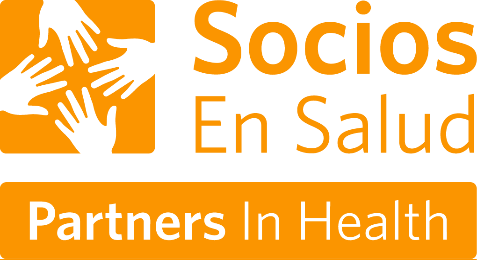 Socios
En Salud
Partners In Health